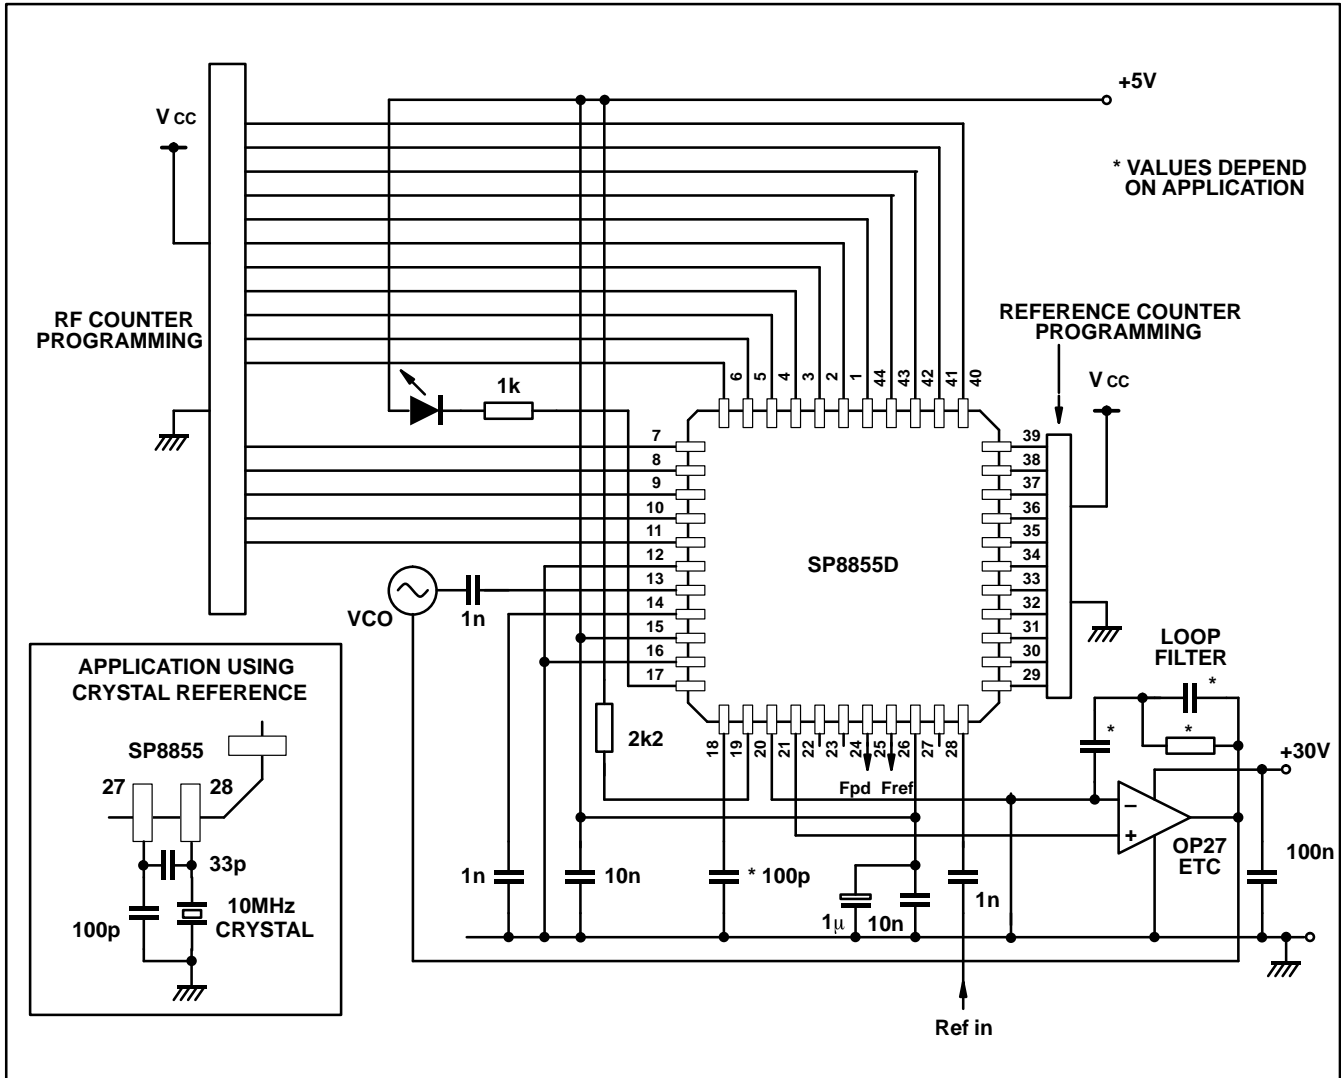 +5V
V CC
* VALUES DEPEND
ON APPLICATION
RF COUNTER
PROGRAMMING
REFERENCE COUNTER
PROGRAMMING
V CC
1k
6 5 4 3 2 1 44 43 42 41 40
7
8
9
10
11
12
13
14
15
16
17
39
38
37
36
35
34
33
32
31
30
29
SP8855D
VCO
1n
LOOP
FILTER
*
*
*
2k2
18 19 20 21 22 23 24 25 26 27 28
Fpd Fref
+30V
−
+
OP27
ETC
100n
1n
10n
* 100p
1µ
10n
1n
Ref in
APPLICATION USING
CRYSTAL REFERENCE
SP8855
27
28
33p
100p
10MHz
CRYSTAL